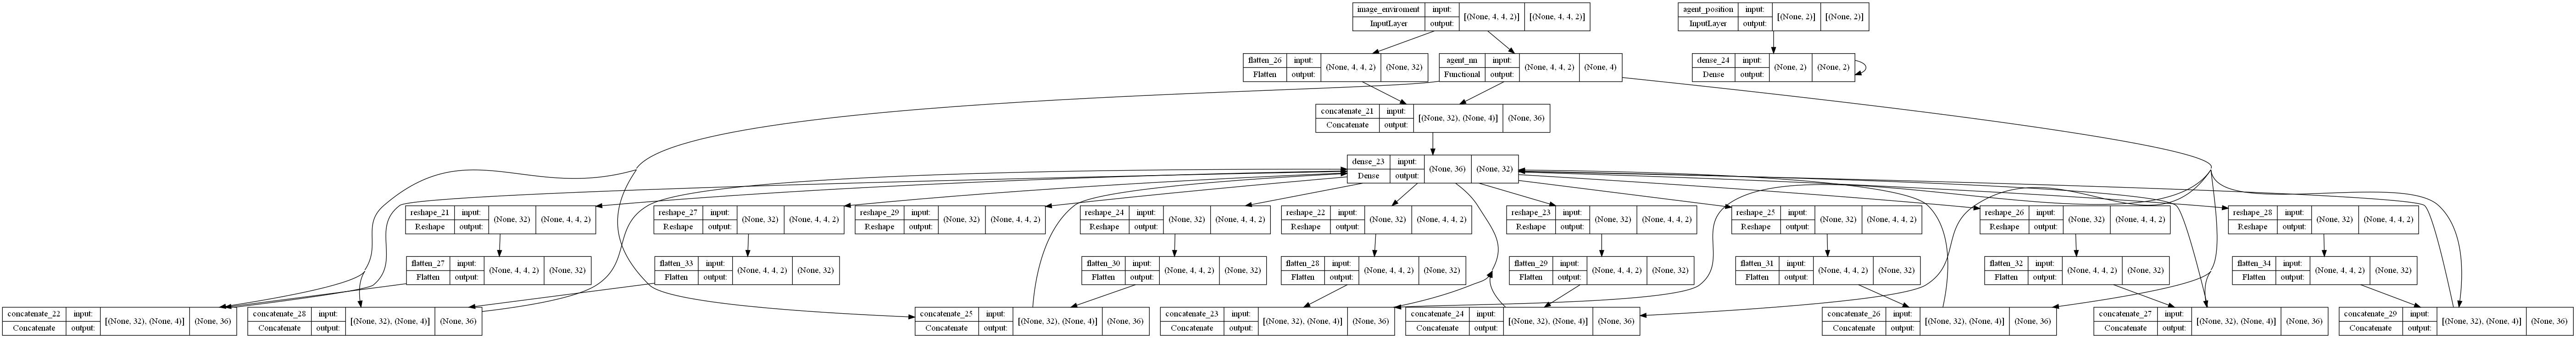 image_enviroment input: [(None, 4, 4, 2)] [(None, 4, 4, 2)]
InputLayer output:
agent_position input: [(None, 2)] [(None, 2)]
InputLayer output:
flatten_26 input: (None, 4, 4, 2) (None, 32)
Flatten output:
agent_nn input: (None, 4, 4, 2) (None, 4)
Functional output:
dense_24 input: (None, 2) (None, 2)
Dense output:
concatenate_21 input: [(None, 32), (None, 4)] (None, 36)
Concatenate output:
dense_23 input: (None, 36) (None, 32)
Dense output:
reshape_21 input: (None, 32) (None, 4, 4, 2)
Reshape output:
reshape_27 input: (None, 32) (None, 4, 4, 2)
Reshape output:
reshape_29 input: (None, 32) (None, 4, 4, 2)
Reshape output:
reshape_24 input: (None, 32) (None, 4, 4, 2)
Reshape output:
reshape_22 input: (None, 32) (None, 4, 4, 2)
Reshape output:
reshape_23 input: (None, 32) (None, 4, 4, 2)
Reshape output:
reshape_25 input: (None, 32) (None, 4, 4, 2)
Reshape output:
reshape_26 input: (None, 32) (None, 4, 4, 2)
Reshape output:
reshape_28 input: (None, 32) (None, 4, 4, 2)
Reshape output:
flatten_27 input: (None, 4, 4, 2) (None, 32)
Flatten output:
flatten_33 input: (None, 4, 4, 2) (None, 32)
Flatten output:
flatten_30 input: (None, 4, 4, 2) (None, 32)
Flatten output:
flatten_28 input: (None, 4, 4, 2) (None, 32)
Flatten output:
flatten_29 input: (None, 4, 4, 2) (None, 32)
Flatten output:
flatten_31 input: (None, 4, 4, 2) (None, 32)
Flatten output:
flatten_32 input: (None, 4, 4, 2) (None, 32)
Flatten output:
flatten_34 input: (None, 4, 4, 2) (None, 32)
Flatten output:
concatenate_22 input: [(None, 32), (None, 4)] (None, 36)
Concatenate output:
concatenate_28 input: [(None, 32), (None, 4)] (None, 36)
Concatenate output:
concatenate_25 input: [(None, 32), (None, 4)] (None, 36)
Concatenate output:
concatenate_23 input: [(None, 32), (None, 4)] (None, 36)
Concatenate output:
concatenate_24 input: [(None, 32), (None, 4)] (None, 36)
Concatenate output:
concatenate_26 input: [(None, 32), (None, 4)] (None, 36)
Concatenate output:
concatenate_27 input: [(None, 32), (None, 4)] (None, 36)
Concatenate output:
concatenate_29 input: [(None, 32), (None, 4)] (None, 36)
Concatenate output: